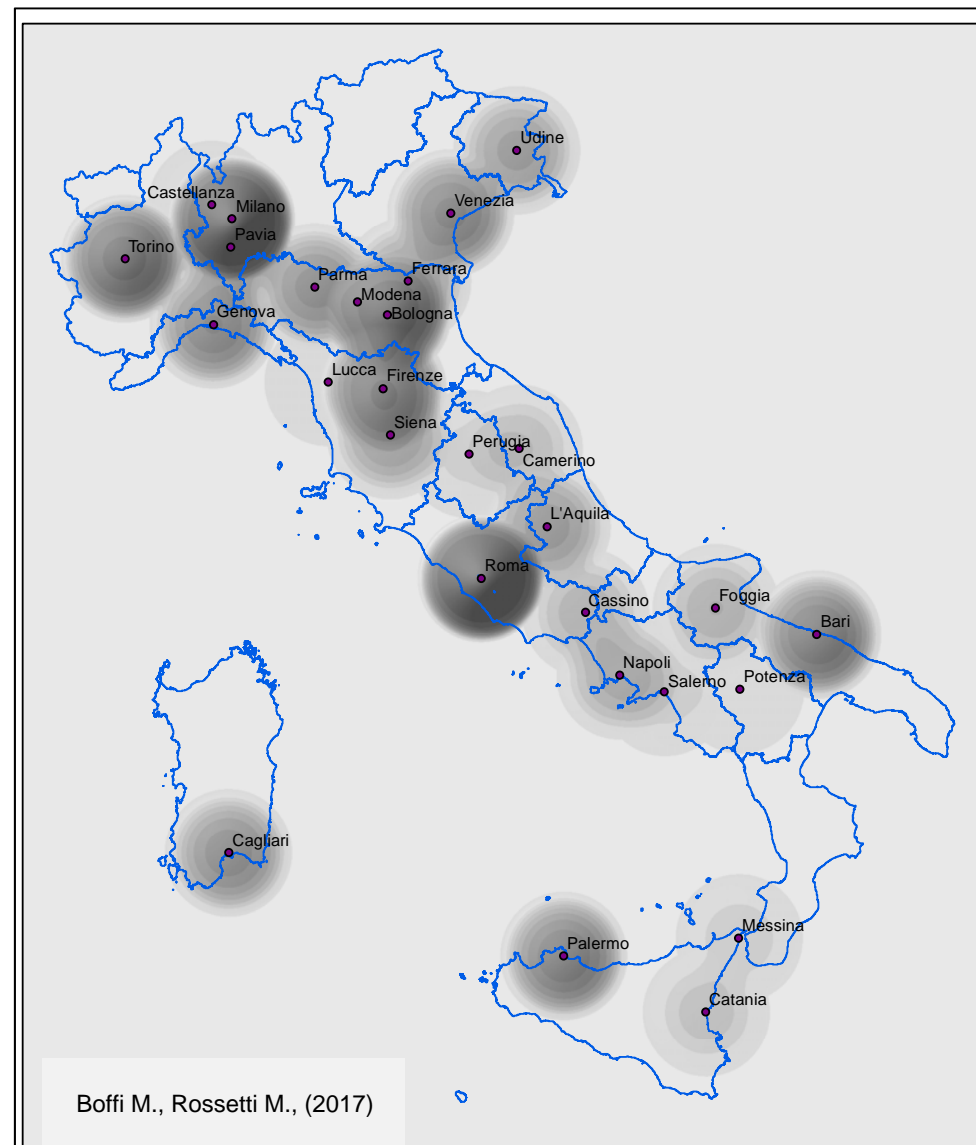 Udine
Castellanza
Milano
Venezia
Pavia
Torino
Ferrara
Parma
Modena
Bologna
Genova
Lucca
Firenze
Siena
Perugia
Camerino
L'Aquila
Roma
Cassino
Foggia
Bari
Napoli
Potenza
Salerno
Cagliari
Messina
Palermo
Catania
Boffi M., Rossetti M., (2017)